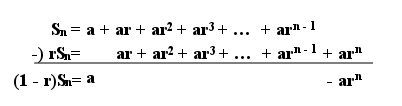 Sₙ = a + ar + ar² + ar³ + … + arⁿ⁻¹
-) rSₙ= ar + ar² + ar³ + … + arⁿ⁻¹ + arⁿ
(1 - r)Sₙ= a - arⁿ